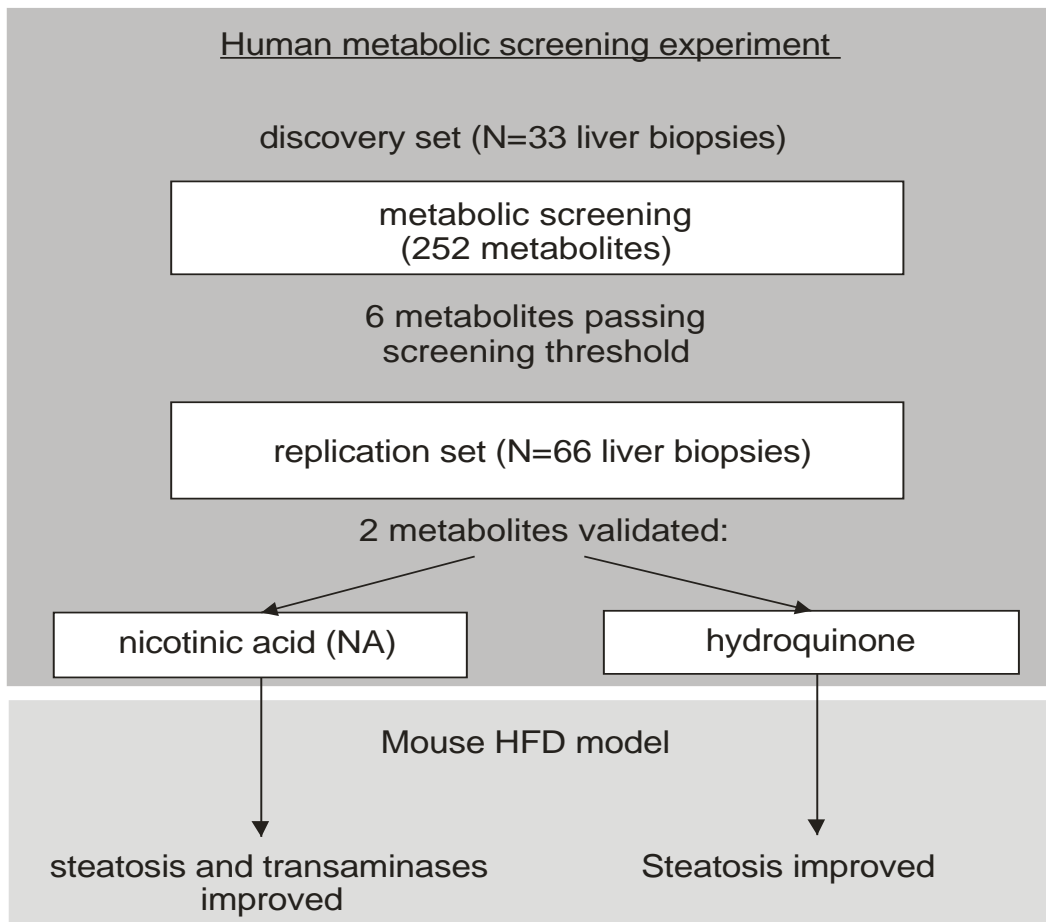 Human metabolic screening experiment
discovery set (N=33 liver biopsies)
metabolic screening
(252 metabolites)
6 metabolites passing
screening threshold
replication set (N=66 liver biopsies)
2 metabolites validated:
nicotinic acid (NA)
hydroquinone
Mouse HFD model
steatosis and transaminases
improved
Steatosis improved